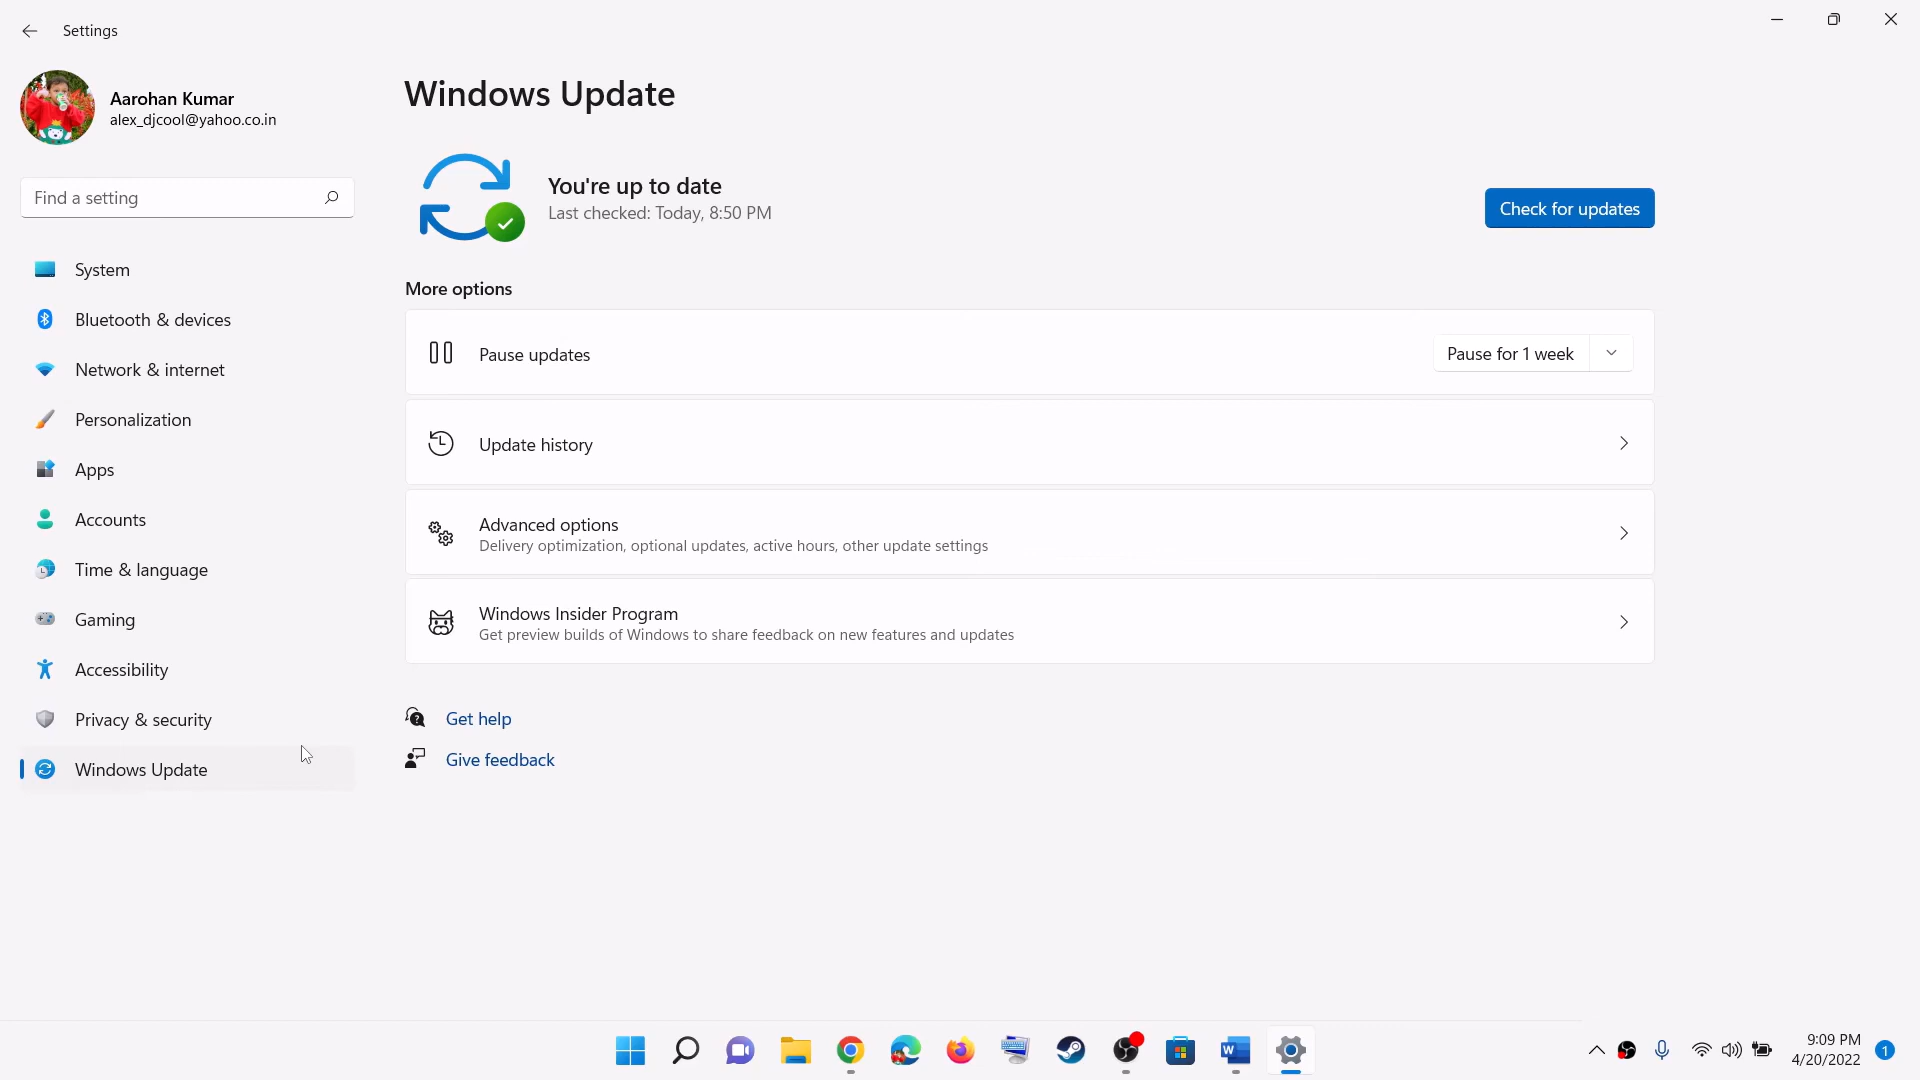 Settings
Aarohan Kumar
alex_djcool@yahoo.co.in
Find a setting
System
Bluetooth & devices
Network & internet
Personalization
Apps
Accounts
Time & language
Gaming
Accessibility
Privacy & security
Windows Update
Windows Update
You're up to date
Last checked: Today, 8:50 PM
Check for updates
More options
Pause updates
Pause for 1 week
Update history
Advanced options
Delivery optimization, optional updates, active hours, other update settings
Windows Insider Program
Get preview builds of Windows to share feedback on new features and updates
Get help
Give feedback
9:09 PM
4/20/2022
1